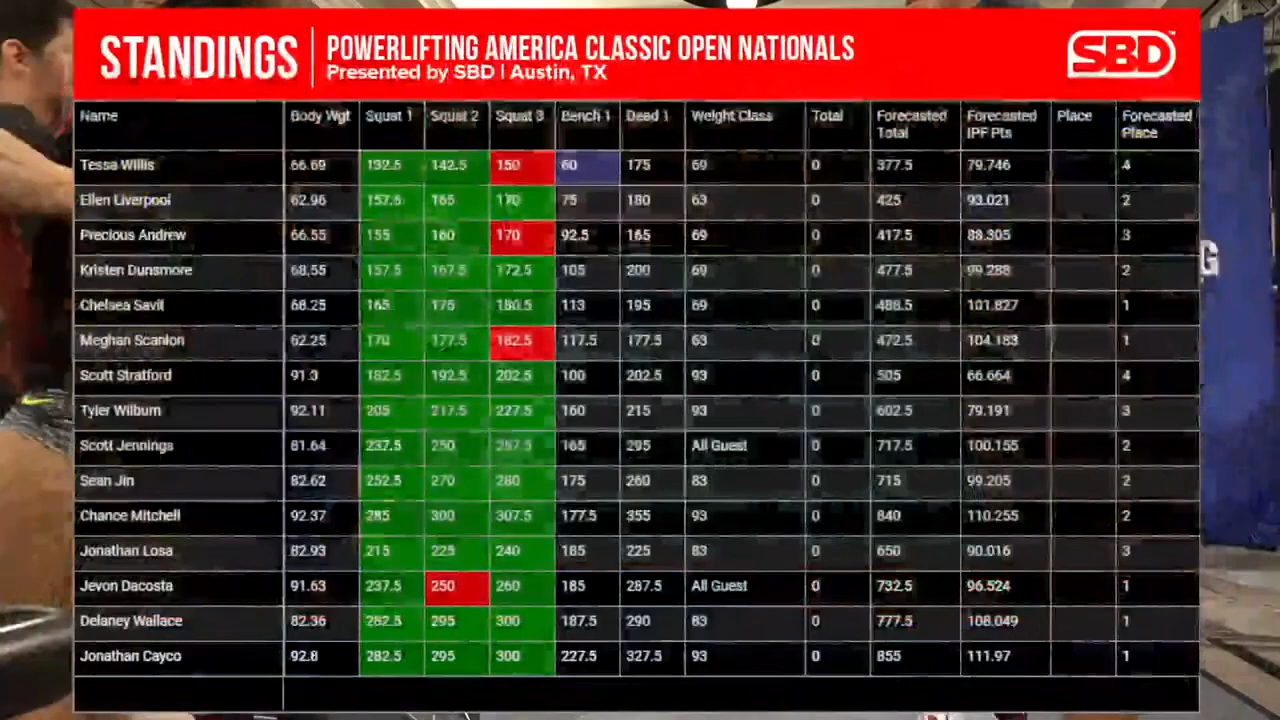 STANDINGS
POWERLIFTING AMERICA CLASSIC OPEN NATIONALS
Presented by SBD | Austin, TX
SBD
Name Body Wgt Squat 1 Squat 2 Squat 3 Bench 1 Dead 1 Weight Class Total Forecasted Total Forecasted IPF Pts Place Forecasted Place
Tessa Willis 66.69 132.5 142.5 150 60 175 69 0 377.5 79.746 4
Ellen Liverpool 62.96 157.5 165 170 75 180 63 0 425 93.021 2
Precious Andrew 66.55 155 160 170 92.5 165 69 0 417.5 88.305 3
Kristen Dunsmore 68.55 157.5 167.5 172.5 105 200 69 0 477.5 99.288 2
Chelsea Savit 68.25 165 175 180.5 113 195 69 0 488.5 101.827 1
Meghan Scanlon 62.25 170 177.5 182.5 117.5 177.5 63 0 472.5 104.183 1
Scott Stratford 91.3 182.5 192.5 202.5 100 202.5 93 0 505 66.664 4
Tyler Wilburn 92.11 205 217.5 227.5 160 215 93 0 602.5 79.191 3
Scott Jennings 81.64 237.5 250 257.5 165 295 All Guest 0 717.5 100.155 2
Sean Jin 82.62 252.5 270 280 175 260 83 0 715 99.205 2
Chance Mitchell 92.37 285 300 307.5 177.5 355 93 0 840 110.255 2
Jonathan Losa 82.93 215 225 240 185 225 83 0 650 90.016 3
Jevon Dacosta 91.63 237.5 250 260 185 287.5 All Guest 0 732.5 96.524 1
Delaney Wallace 82.36 282.5 295 300 187.5 290 83 0 777.5 108.049 1
Jonathan Cayco 92.8 282.5 295 300 227.5 327.5 93 0 855 111.97 1
G